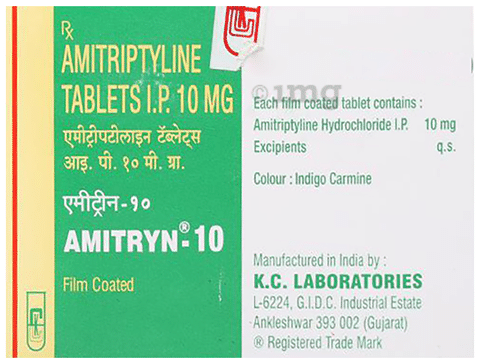 Rx
AMITRIPTYLINE
TABLETS I.P. 10 MG
एमीट्रीपटीलाइन टॅब्लेट्स
आइ. पी. १० मी. ग्रा.
एमीट्रीन-१०
AMITRYN®-10
Film Coated
1mg
Each film coated tablet contains :
Amitriptyline Hydrochloride I.P. 10 mg
Excipients q.s.
Colour : Indigo Carmine
Manufactured in India by :
K.C. LABORATORIES
L-6224, G.I.D.C. Industrial Estate
Ankleshwar 393 002 (Gujarat)
® Registered Trade Mark